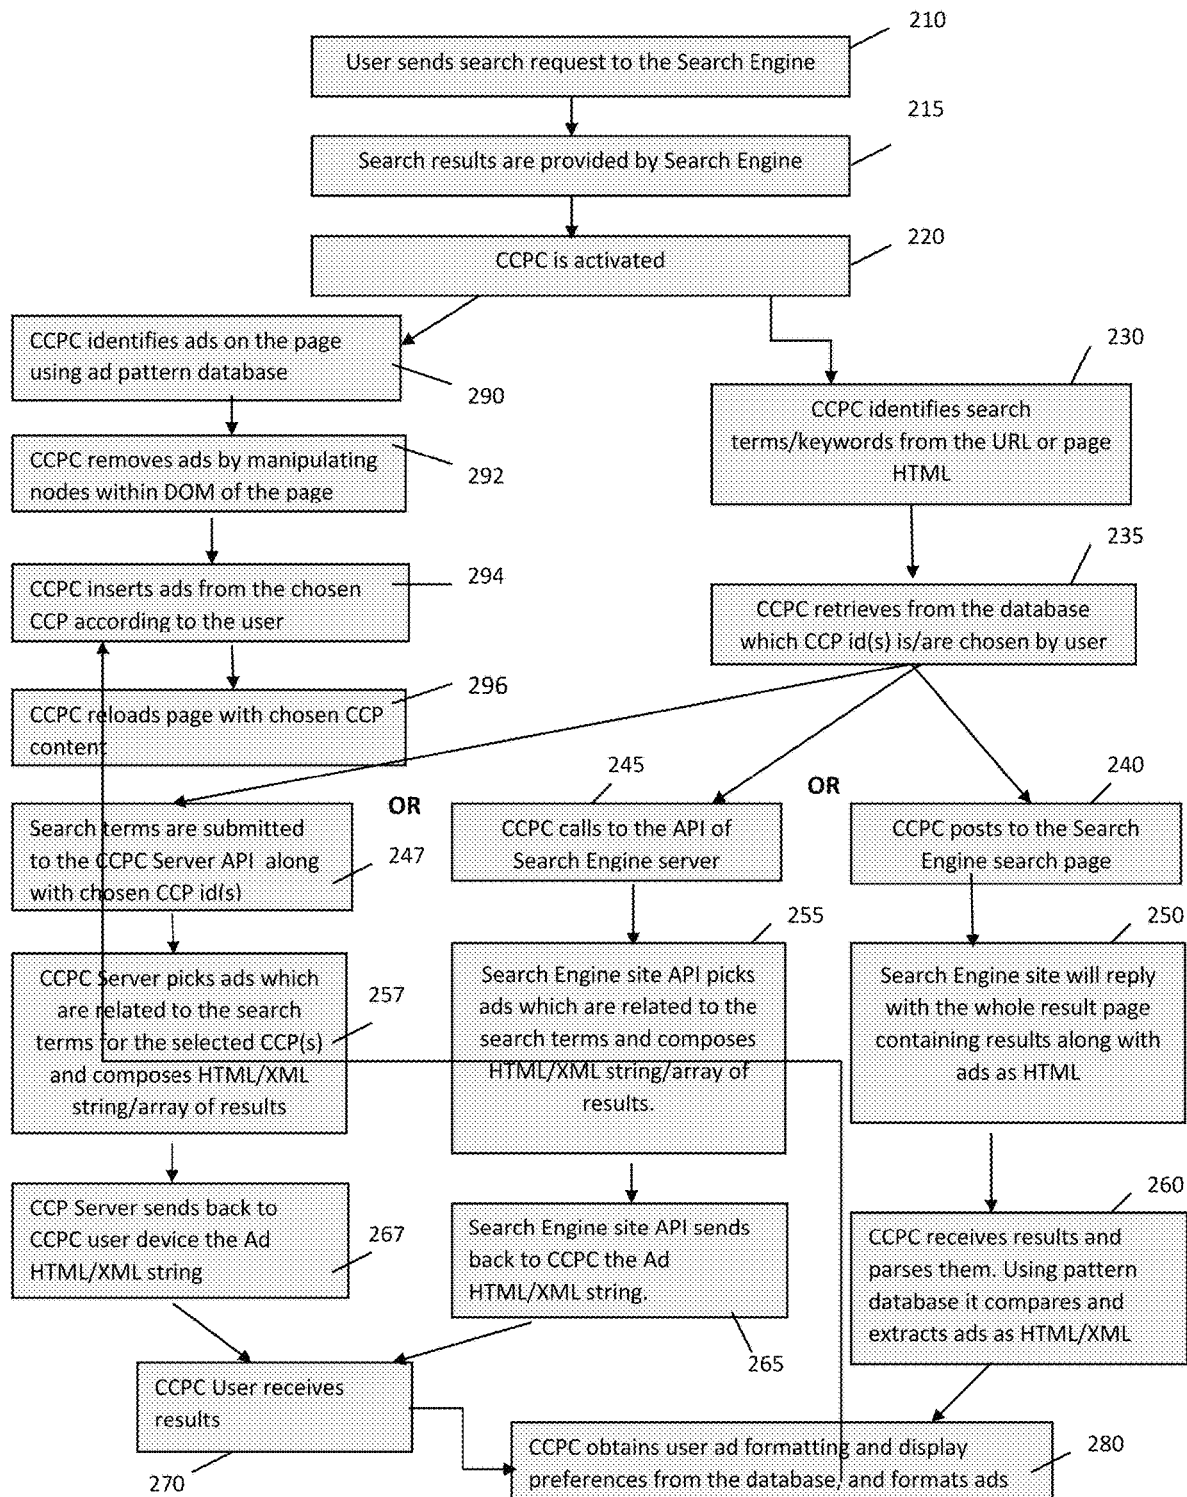 210
User sends search request to the Search Engine
215
Search results are provided by Search Engine
220
CCPC is activated
CCPC identifies ads on the page
using ad pattern database
290
230
CCPC identifies search
terms/keywords from the URL or page
HTML
CCPC removes ads by manipulating
nodes within DOM of the page
292
235
CCPC inserts ads from the chosen
CCP according to the user
294
CCPC retrieves from the database
which CCP id(s) is/are chosen by user
296
CCPC reloads page with chosen CCP
content
OR
245
OR
240
Search terms are submitted
to the CCPC Server API along
with chosen CCP id(s)
247
CCPC calls to the API of
Search Engine server
CCPC posts to the Search
Engine search page
255
250
CCPC Server picks ads which
are related to the search
terms for the selected CCP(s)
and composes HTML/XML
string/array of results
257
Search Engine site API picks
ads which are related to the
search terms and composes
HTML/XML string/array of
results.
Search Engine site will reply
with the whole result page
containing results along with
ads as HTML
260
CCP Server sends back to
CCPC user device the Ad
HTML/XML string
267
Search Engine site API sends
back to CCPC the Ad
HTML/XML string.
265
CCPC receives results and
parses them. Using pattern
database it compares and
extracts ads as HTML/XML
CCPC User receives
results
270
CCPC obtains user ad formatting and display
preferences from the database, and formats ads
280